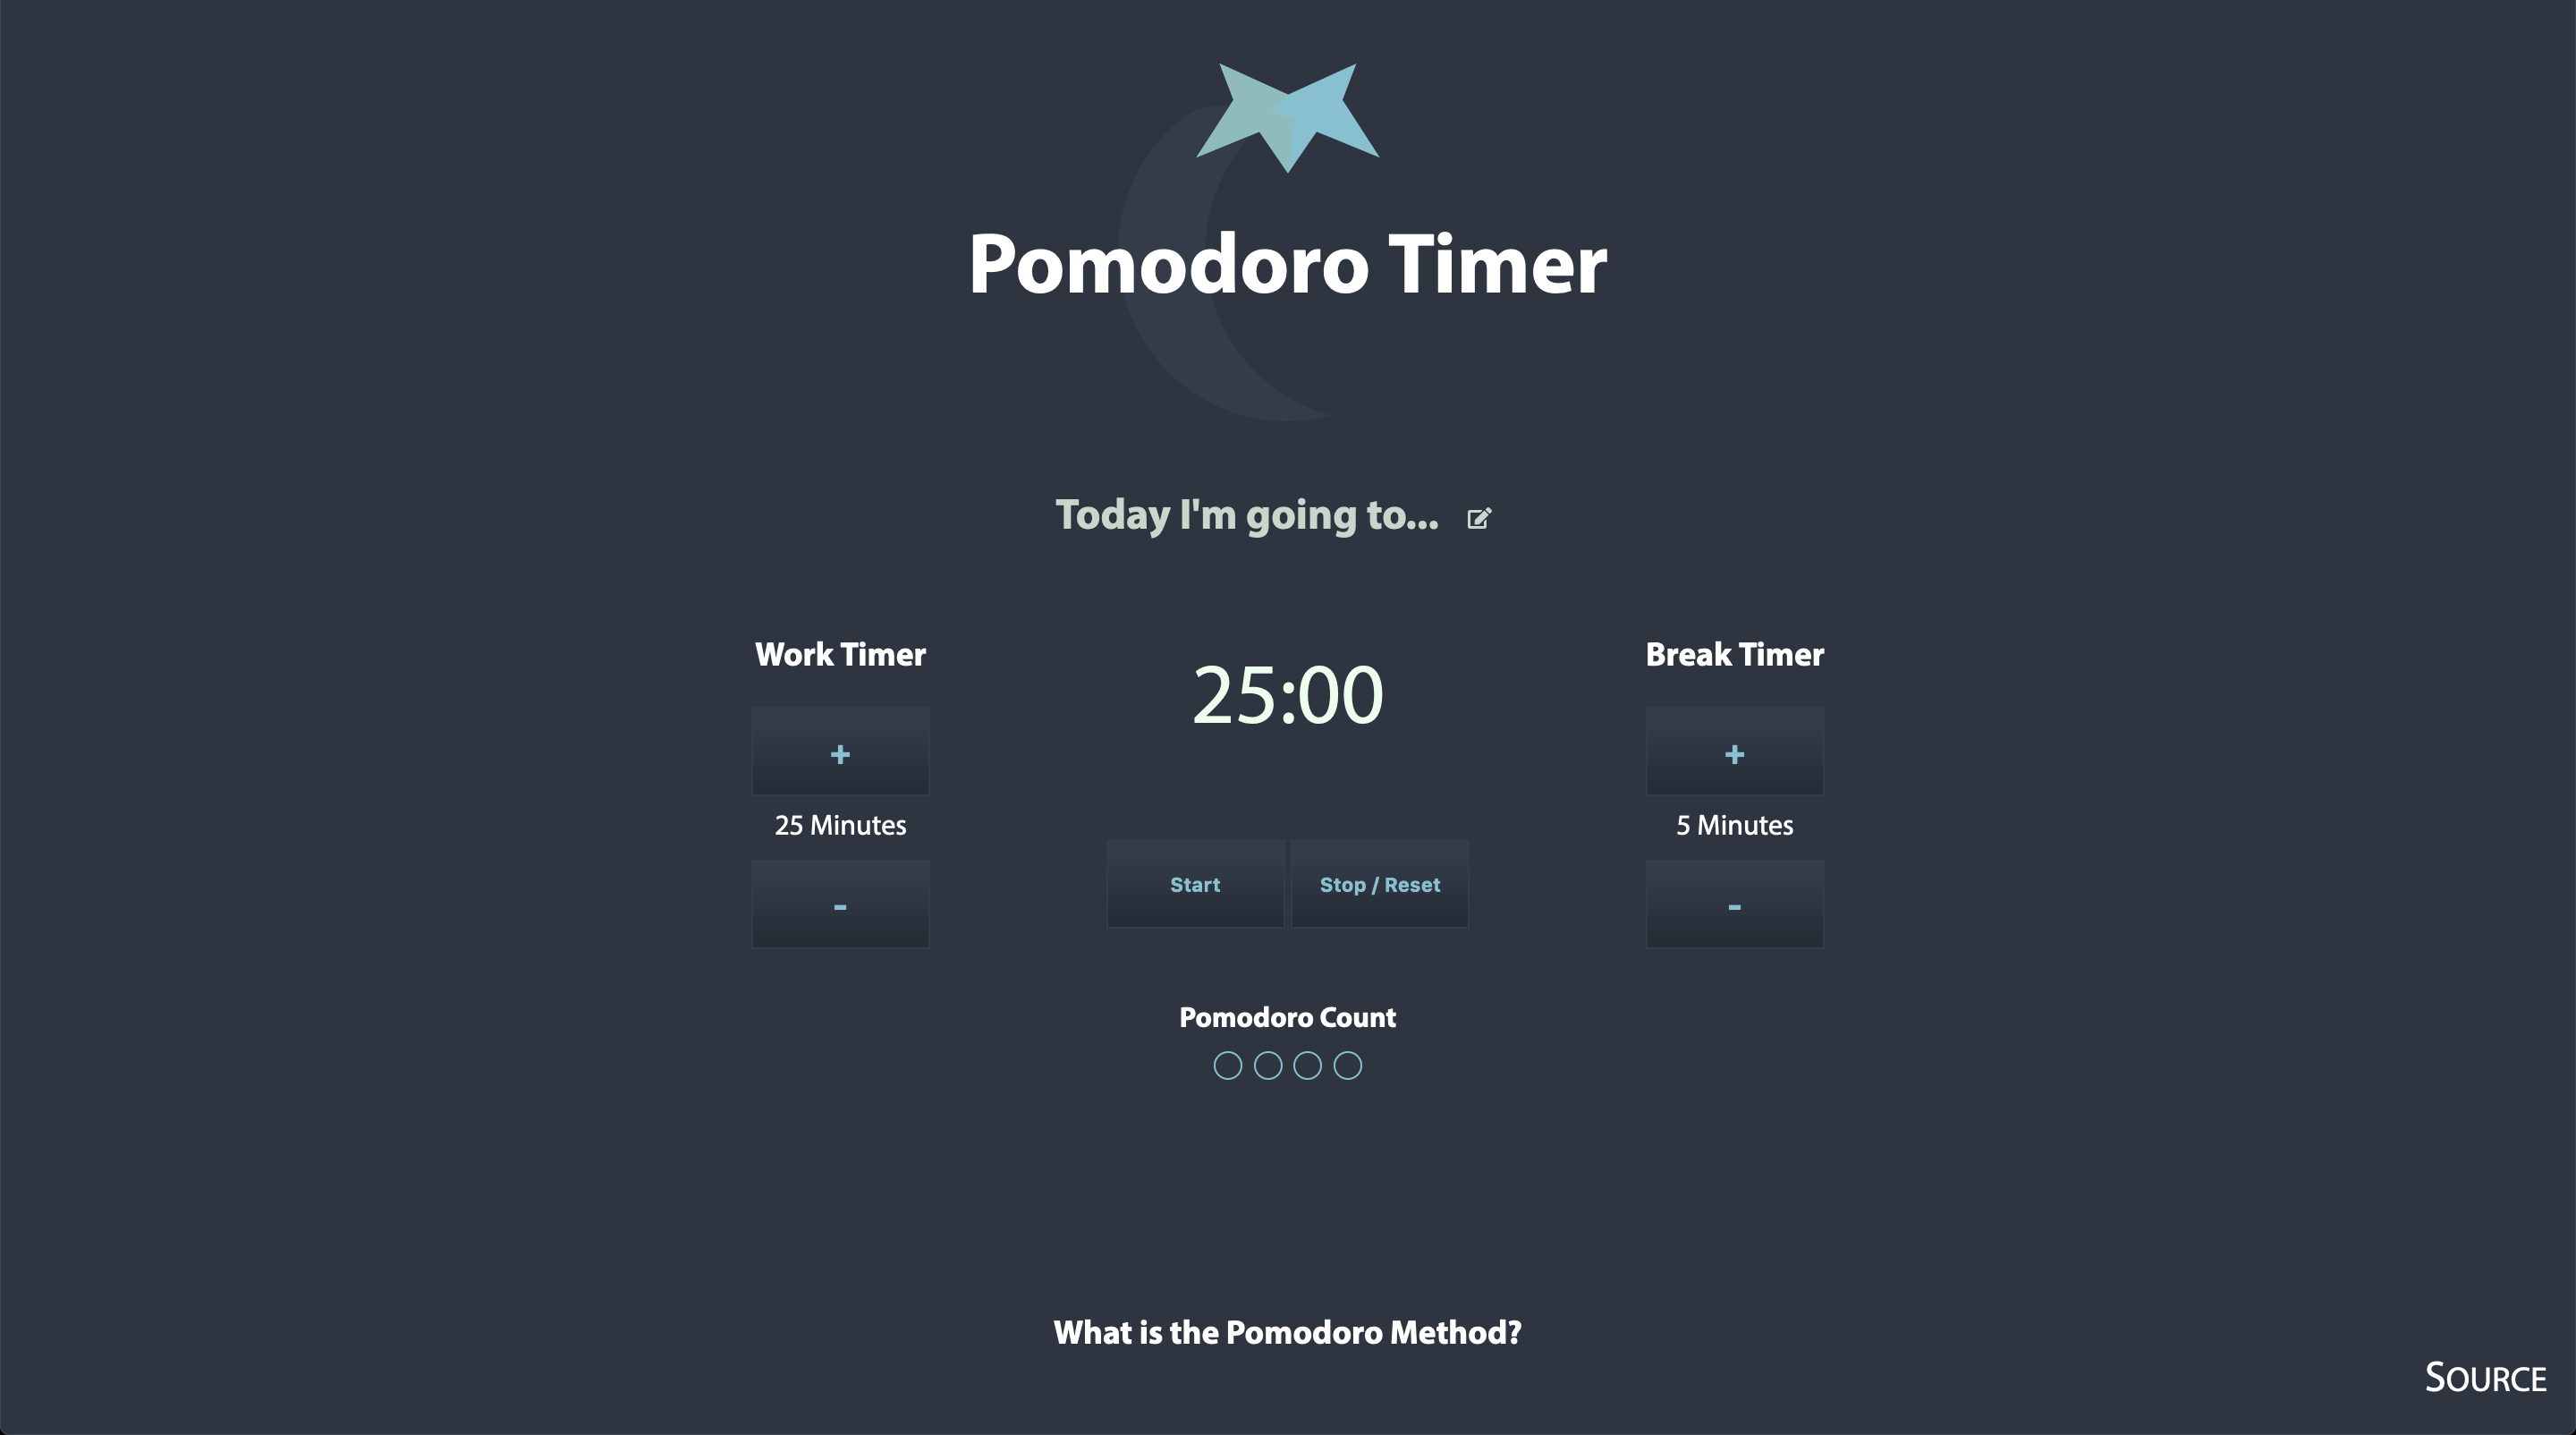 Pomodoro Timer
Today I'm going to...
Work Timer
+
25 Minutes
-
25:00
Start
Stop / Reset
Break Timer
+
5 Minutes
-
Pomodoro Count
What is the Pomodoro Method?
SOURCE